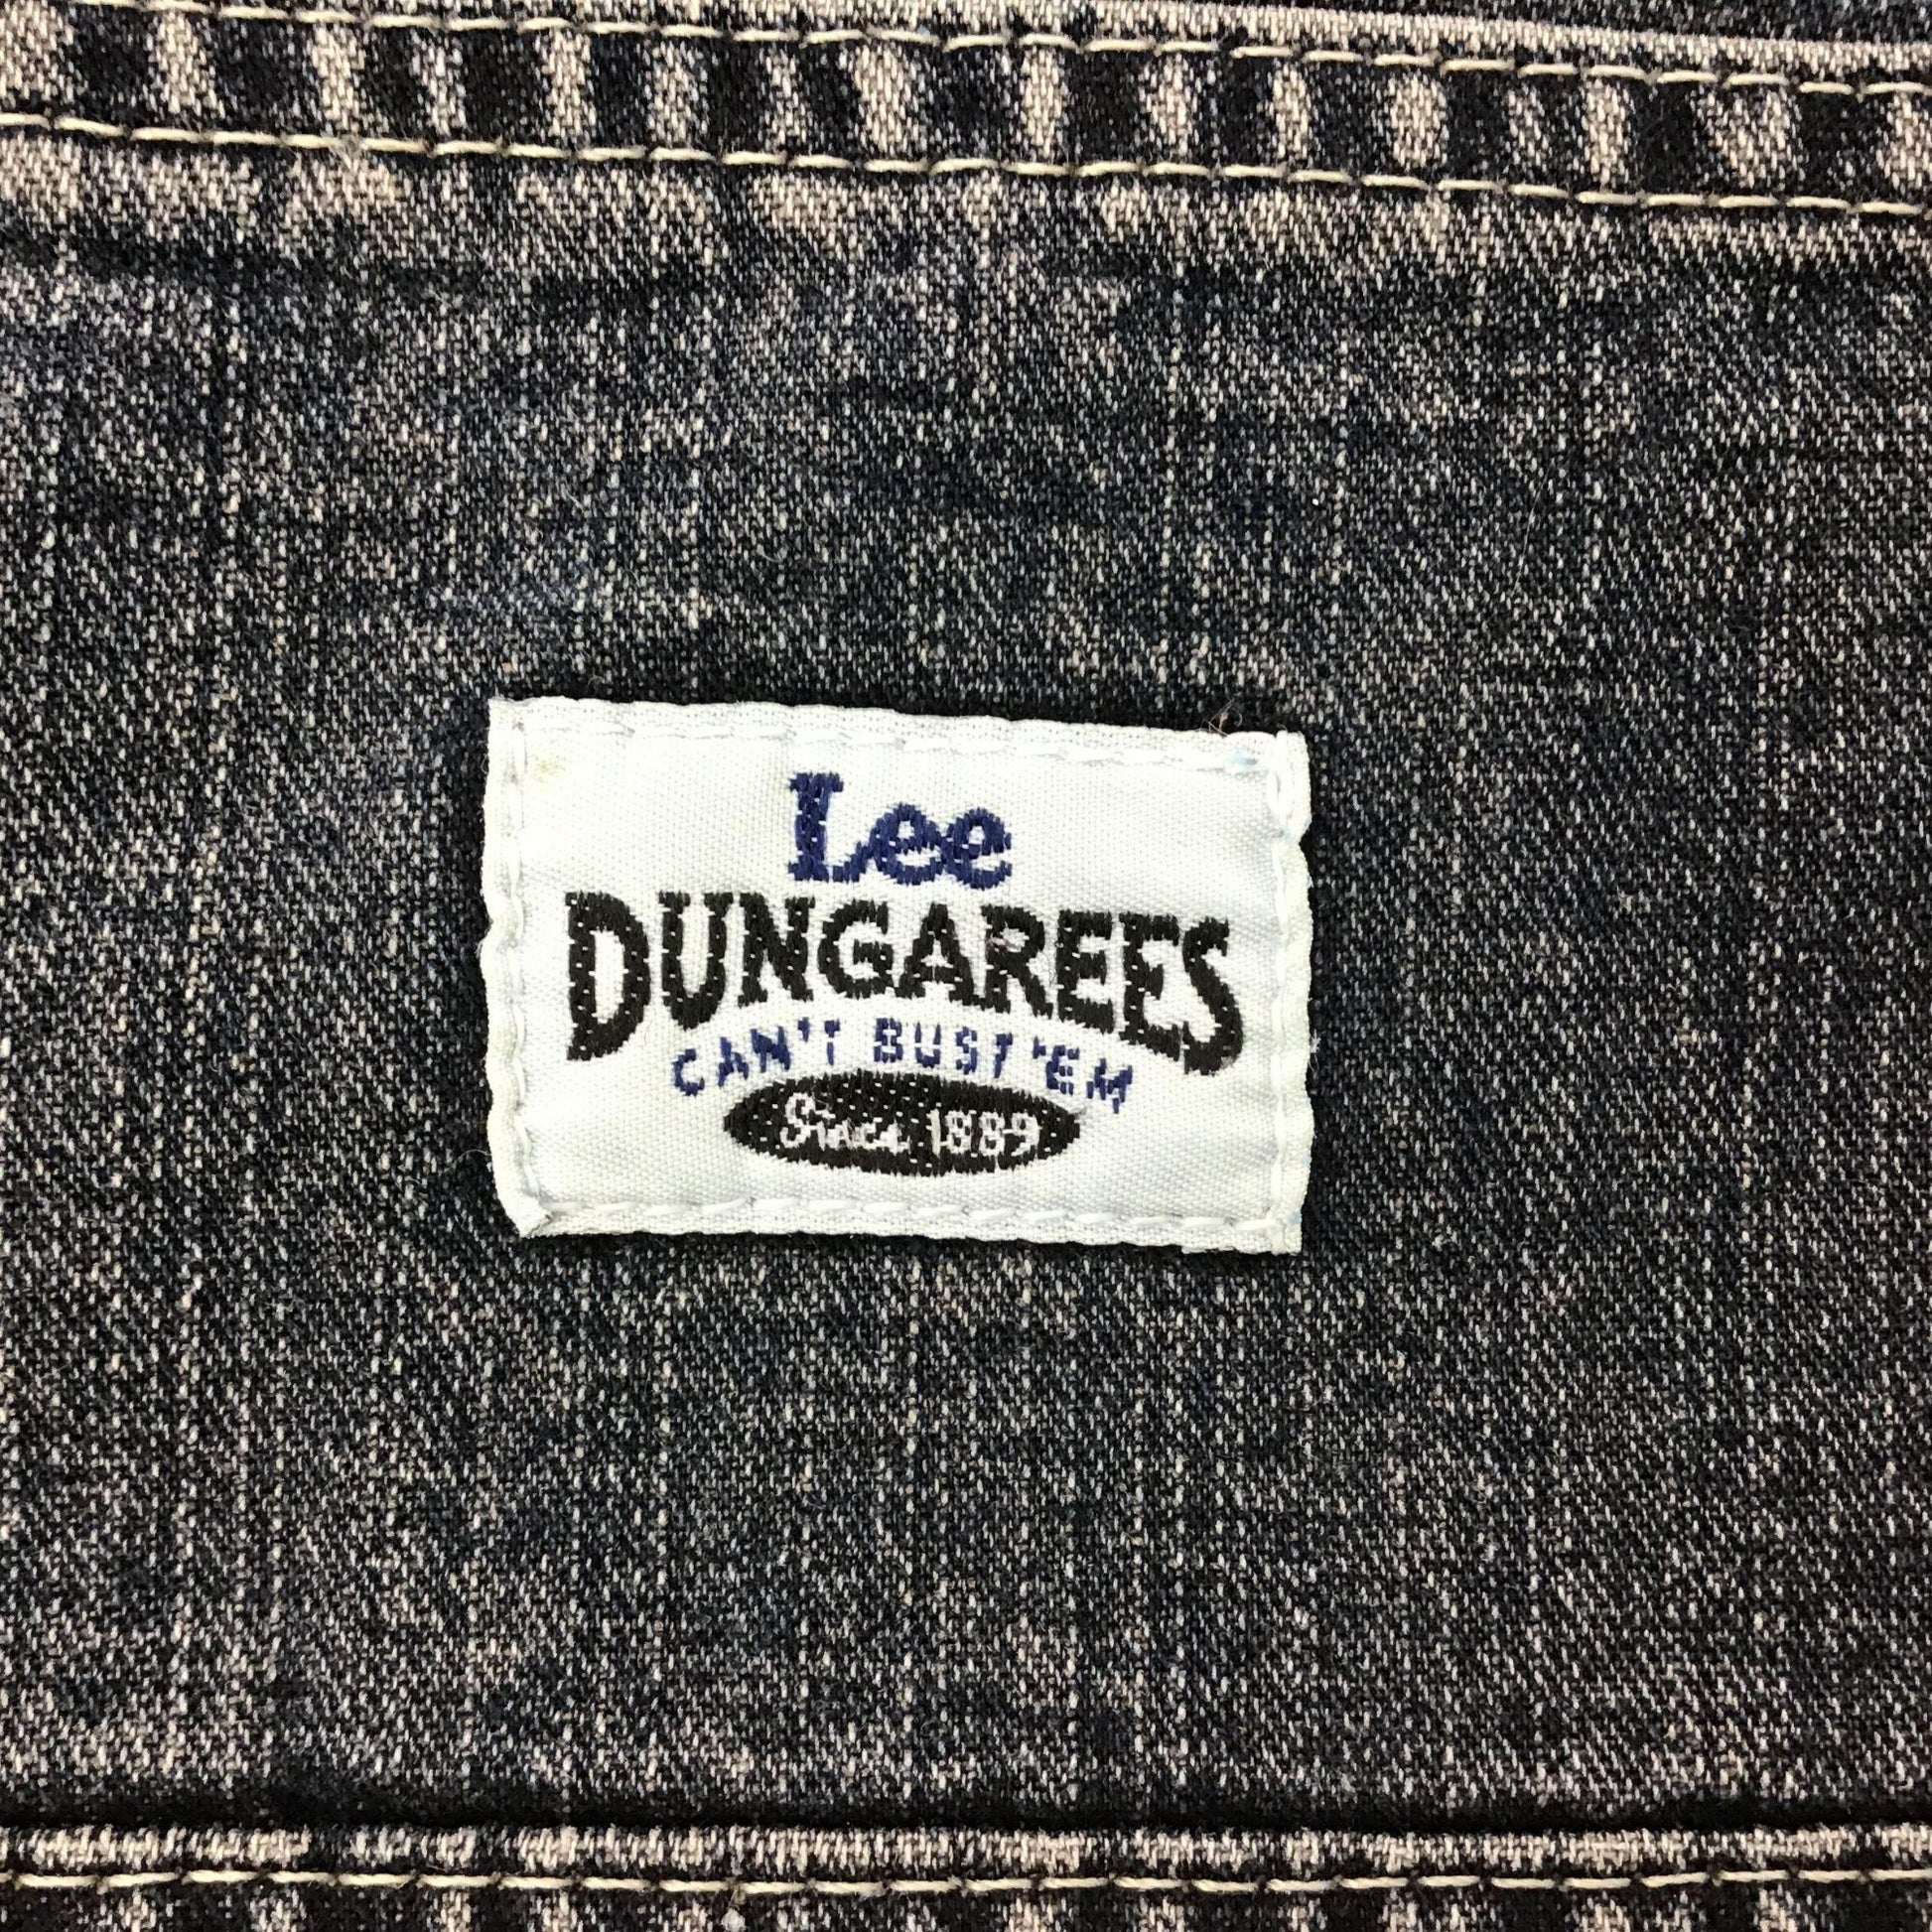 Lee
DUNGAREES
CAN'T BUST 'EM
Since 1889